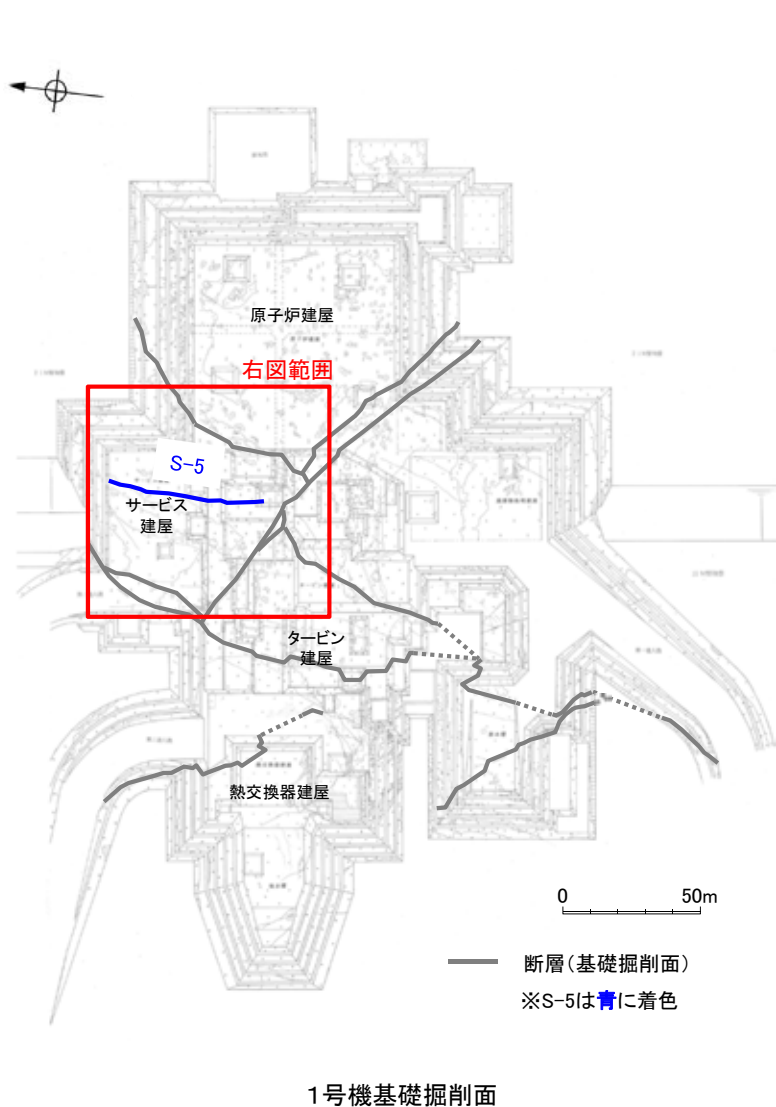 原子炉建屋
右図範囲
S-5
サービス
建屋
タービン
建屋
熱交換器建屋
0 50m
断層(基礎掘削面)
※S-5は青に着色
1号機基礎掘削面